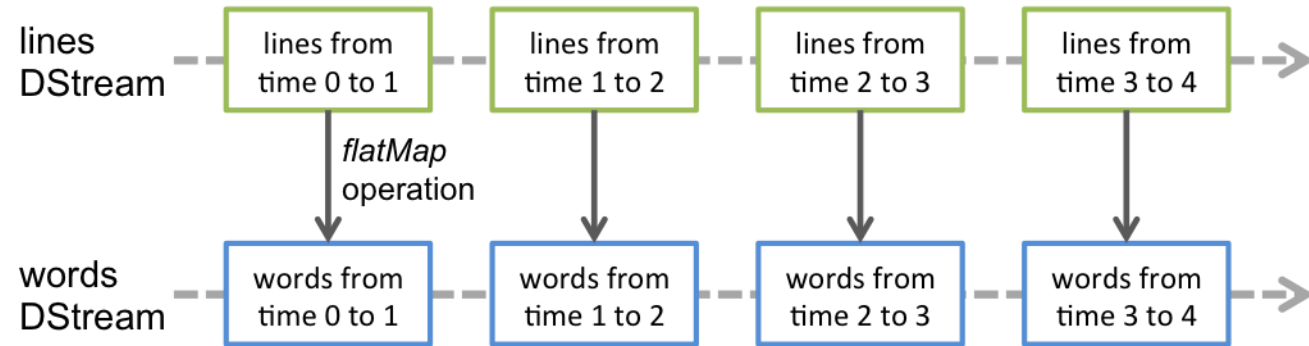 lines
DStream
lines from
time 0 to 1
lines from
time 1 to 2
lines from
time 2 to 3
lines from
time 3 to 4
flatMap
operation
words
DStream
words from
time 0 to 1
words from
time 1 to 2
words from
time 2 to 3
words from
time 3 to 4